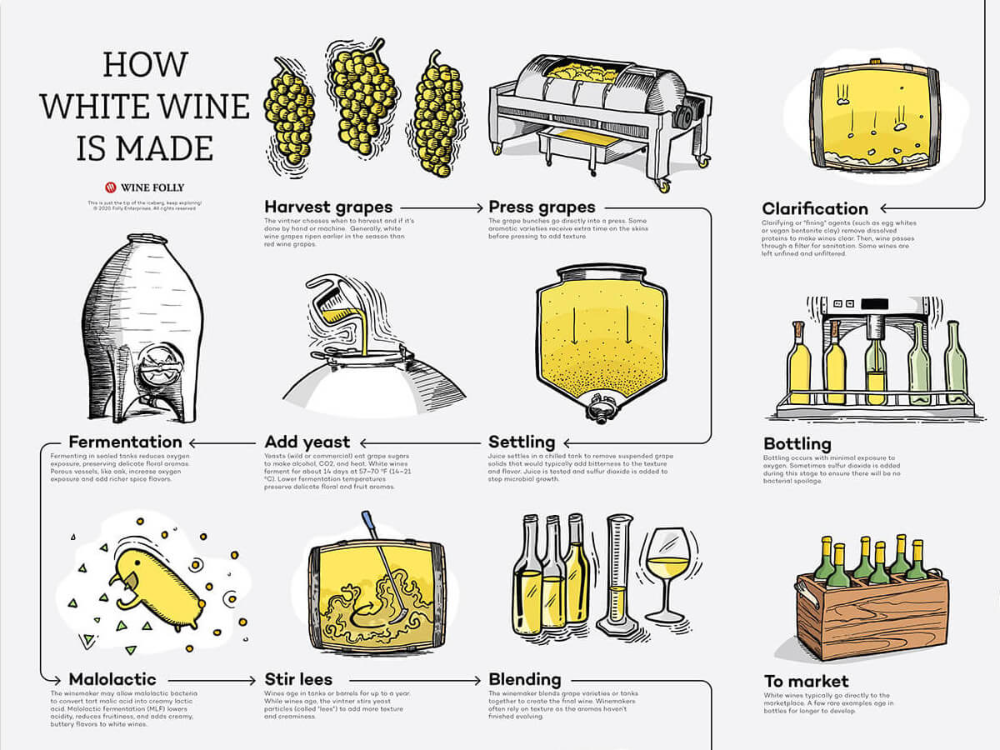 HOW
WHITE WINE
IS MADE
WINE FOLLY
This is just the tip of the iceberg, keep exploring!
© 2020 Folly Enterprises. All rights reserved
Harvest grapes
The vintner chooses when to harvest and if it's
done by hand or machine. Generally, white
wine grapes ripen earlier in the season than
red wine grapes.
Press grapes
The grape bunches go directly into a press. Some
aromatic varieties receive extra time on the skins
before pressing to add texture
Settling
Juice settles in a chilled tank to remove suspended grape
solids that would typically add bitterness to the texture
and flavor. Juice is tested and sulfur dioxide is added to
stop microbial growth.
Add yeast
Yeasts (wild or commercial) eat grape sugars
to make alcohol, CO2, and heat. White wines
ferment for about 14 days at 57–70 °F (14–21
°C). Lower fermentation temperatures
preserve delicate floral and fruit aromas.
Fermentation
Fermenting in sealed tanks reduces oxygen
exposure, preserving delicate floral aromas.
Porous vessels, like oak, increase oxygen
exposure and add richer spice flavors.
Malolactic
The winemaker may allow malolactic bacteria
to convert tart malic acid into creamy lactic
acid. Malolactic fermentation (MLF) lowers
acidity, reduces fruitiness, and adds creamy,
buttery flavors to white wines.
Stir lees
Wines age in tanks or barrels for up to a year.
While wines age, the vintner stirs yeast
particles (called "lees") to add more texture
and creaminess.
Blending
The winemaker blends grape varieties or tanks
together to create the final wine. Winemakers
often rely on texture as the aromas haven't
finished evolving.
Clarification
Clarifying or "fining" agents (such as egg whites
or vegan bentonite clay) remove dissolved
proteins to make wines clear. Then, wine passes
through a filter for sanitation. Some wines are
left unfined and unfiltered.
Bottling
Bottling occurs with minimal exposure to
oxygen. Sometimes sulfur dioxide is added
during this stage to ensure there will be no
bacterial spoilage.
To market
White wines typically go directly to the
marketplace. A few rare examples age in
bottles for longer to develop.